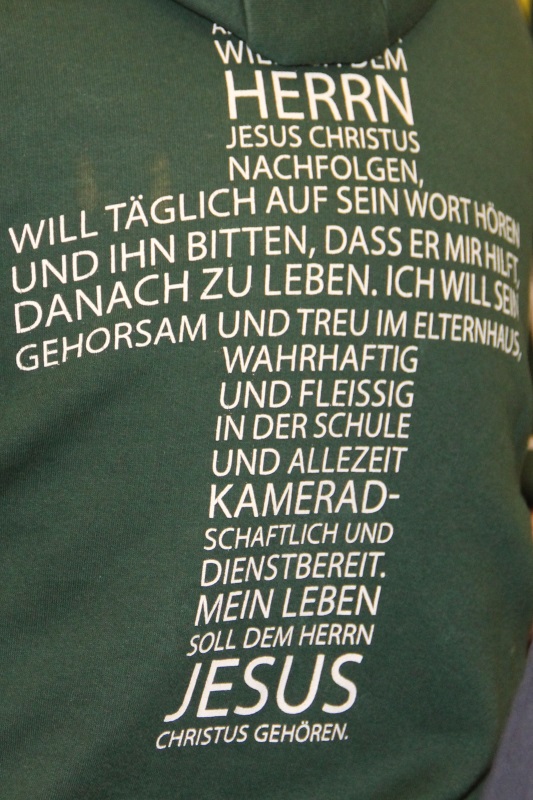 DEM
HERRN
JESUS CHRISTUS
NACHFOLGEN,
WILL TÄGLICH AUF SEIN WORT HÖREN
UND IHN BITTEN, DASS ER MIR HILFT,
DANACH ZU LEBEN. ICH WILL SEIN
GEHORSAM UND TREU IM ELTERNHAUS,
WAHRHAFTIG
UND FLEISSIG
IN DER SCHULE
UND ALLEZEIT
KAMERAD-
SCHAFTLICH UND
DIENSTBEREIT.
MEIN LEBEN
SOLL DEM HERRN
JESUS
CHRISTUS GEHÖREN.